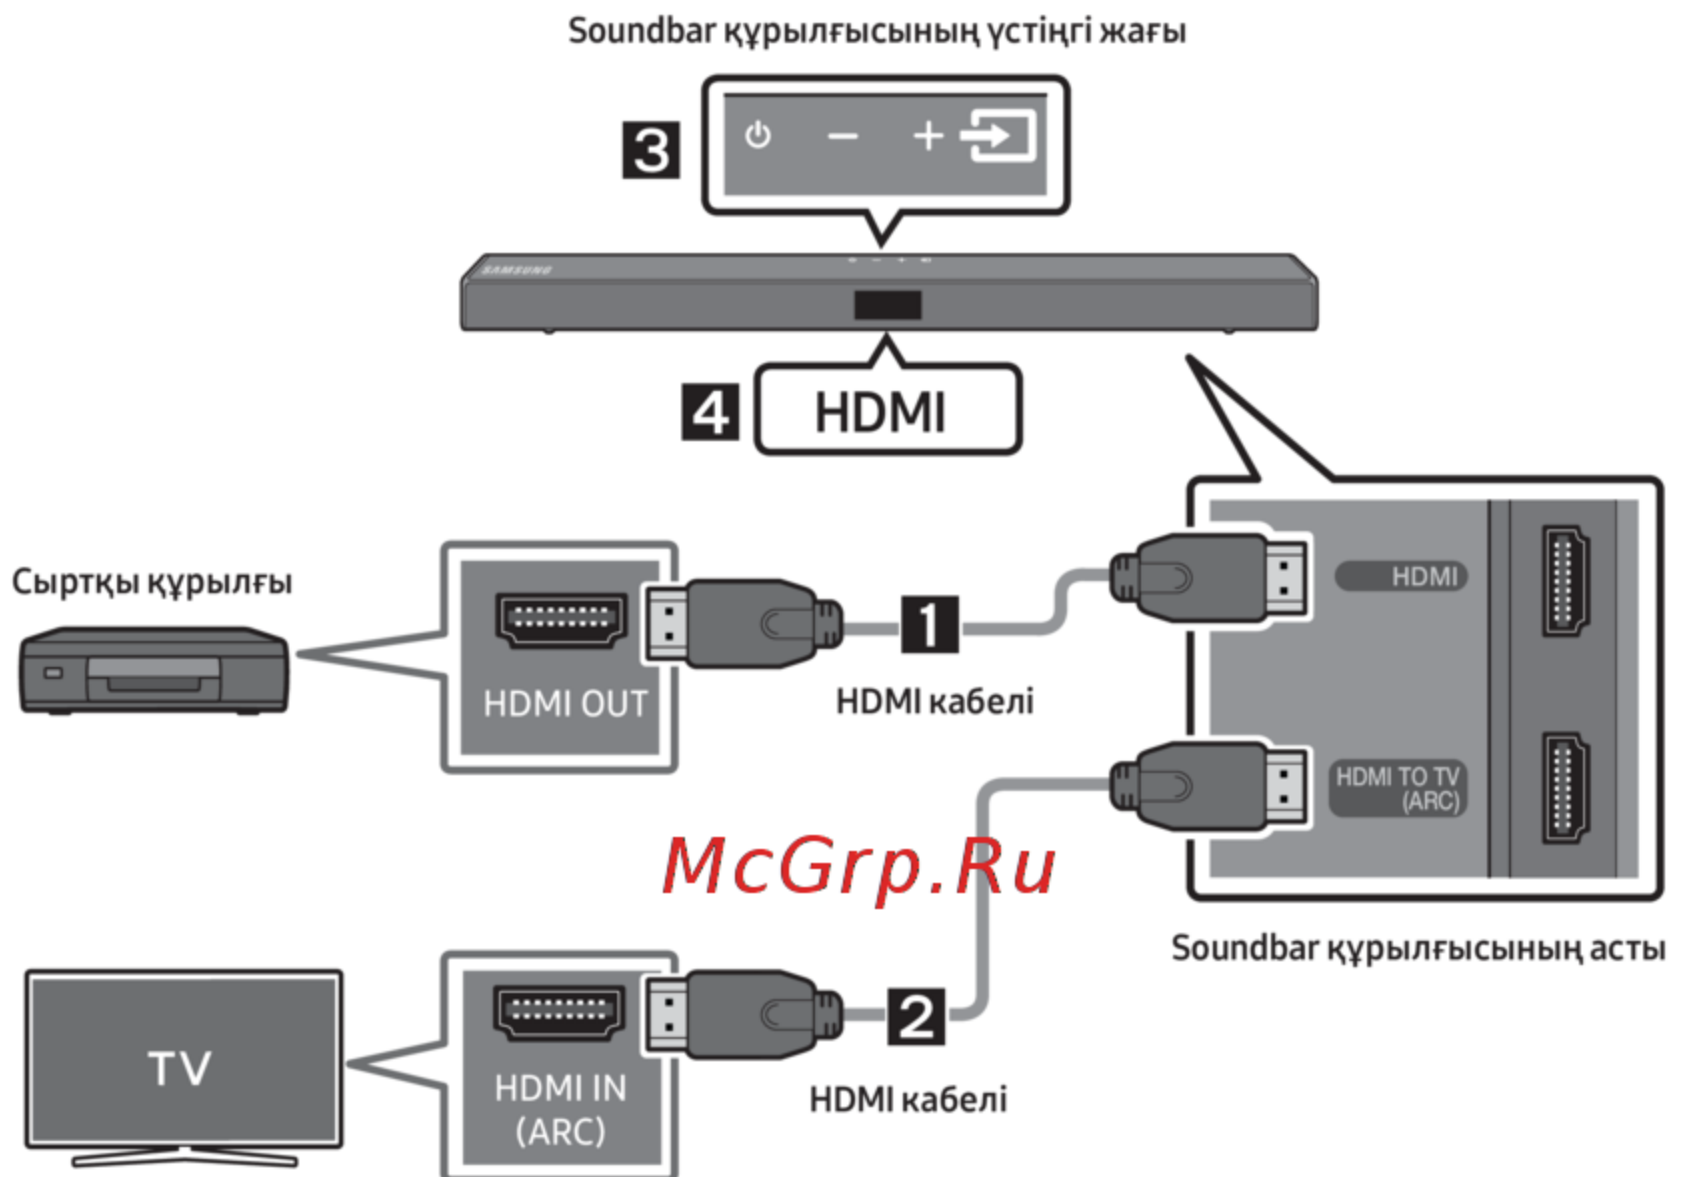 Soundbar құрылғысының үстіңгі жағы
3
SAMSUNG
4
HDMI
Сыртқы құрылғы
HDMI OUT
1
HDMI кабелі
HDMI
HDMI TO TV
(ARC)
McGrp.Ru
Soundbar құрылғысының асты
TV
HDMI IN
(ARC)
2
HDMI кабелі